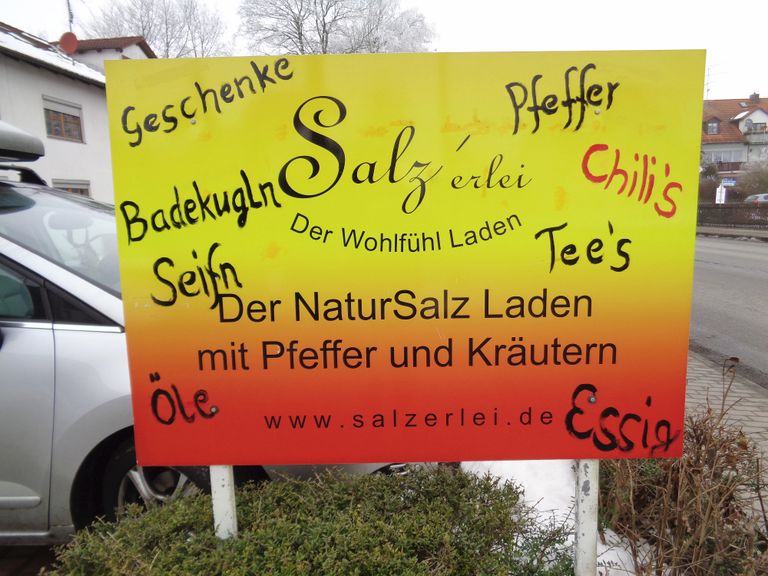 Geschenke
Pfeffer
Salz'erlei
Chili's
Der Wohlfühl Laden
Badekugln
Tee's
Seifn
Der NaturSalz Laden
mit Pfeffer und Kräutern
Öle
www.salzerlei.de
Essig